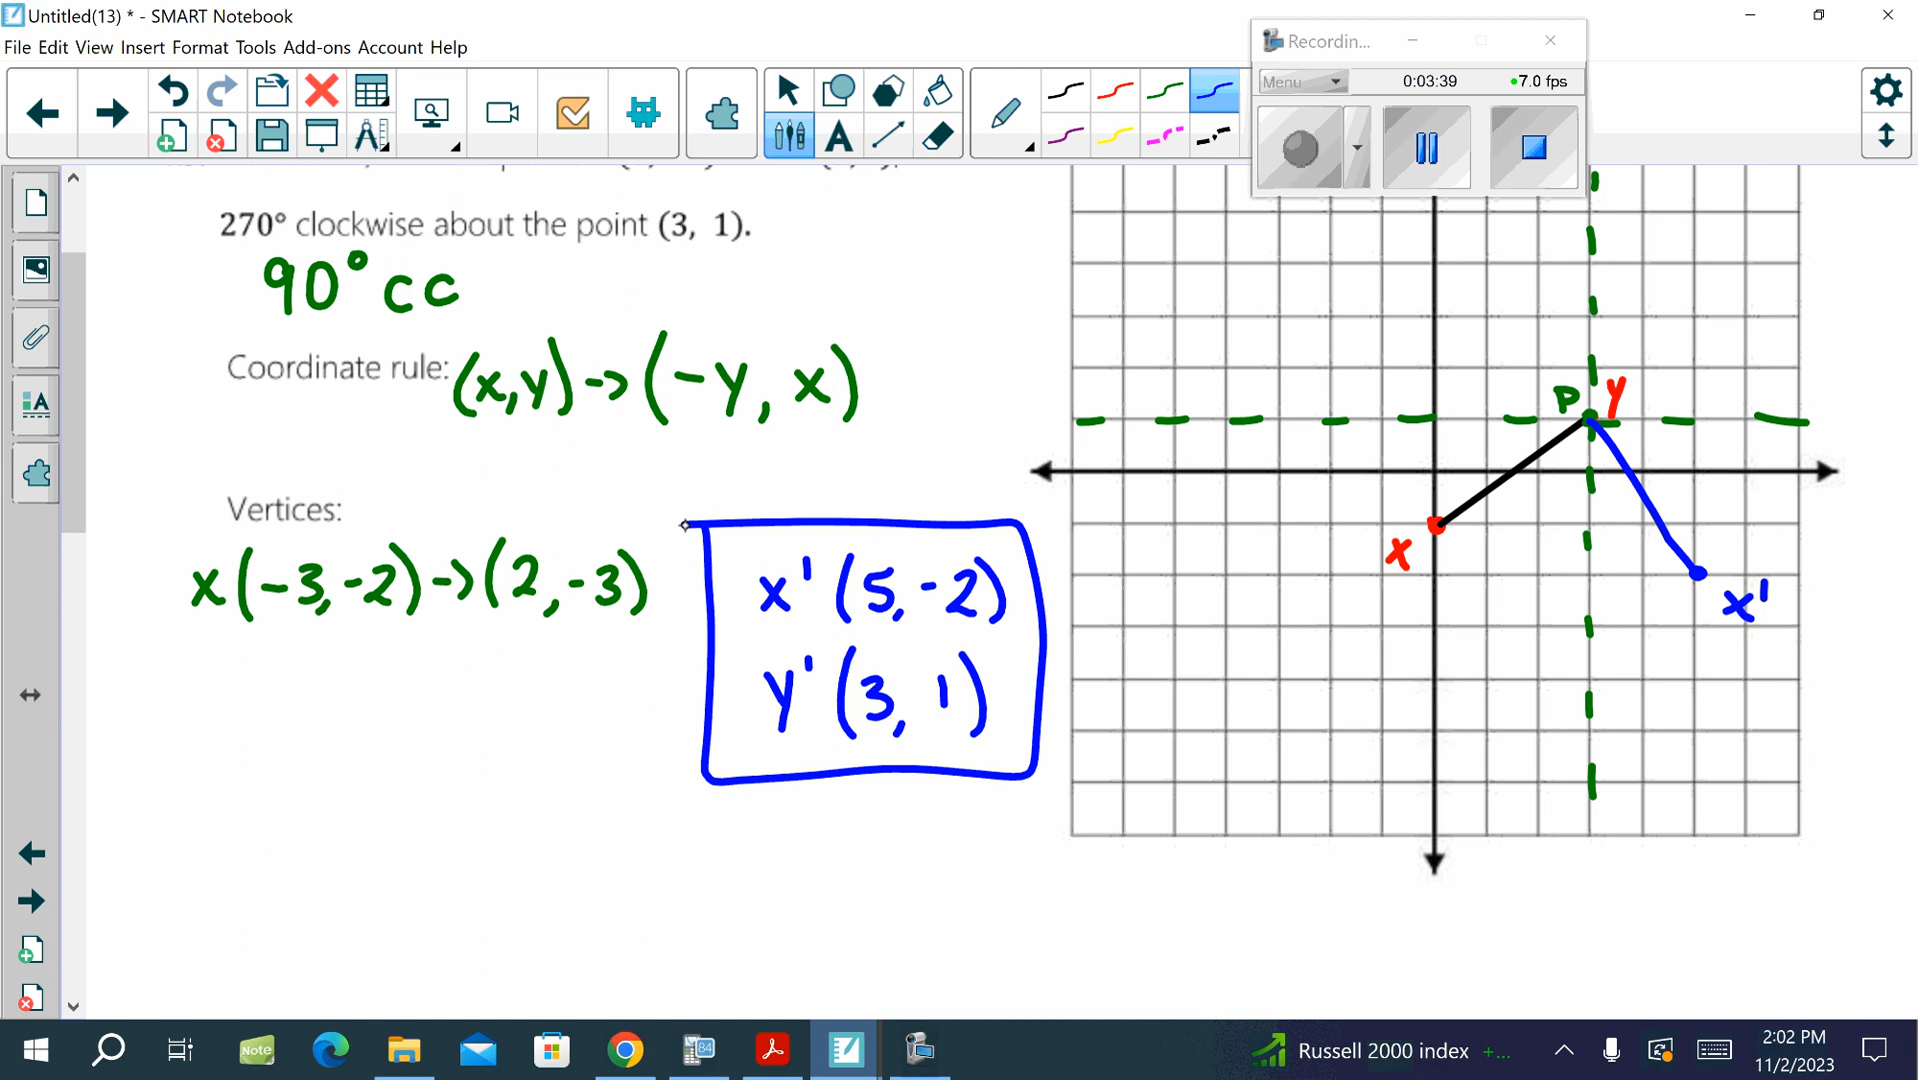 Untitled(13) * - SMART Notebook
File Edit View Insert Format Tools Add-ons Account Help
Recordin...
Menu
0:03:39
7.0 fps
A
A
270° clockwise about the point (3, 1).
90° cc
Coordinate rule: (x,y) -> (-y, x)
Vertices:
x(-3,-2) -> (2,-3)
x' (5,-2)
y' (3, 1)
P
y
x
x'
Note
84
Russell 2000 index +...
2:02 PM
11/2/2023